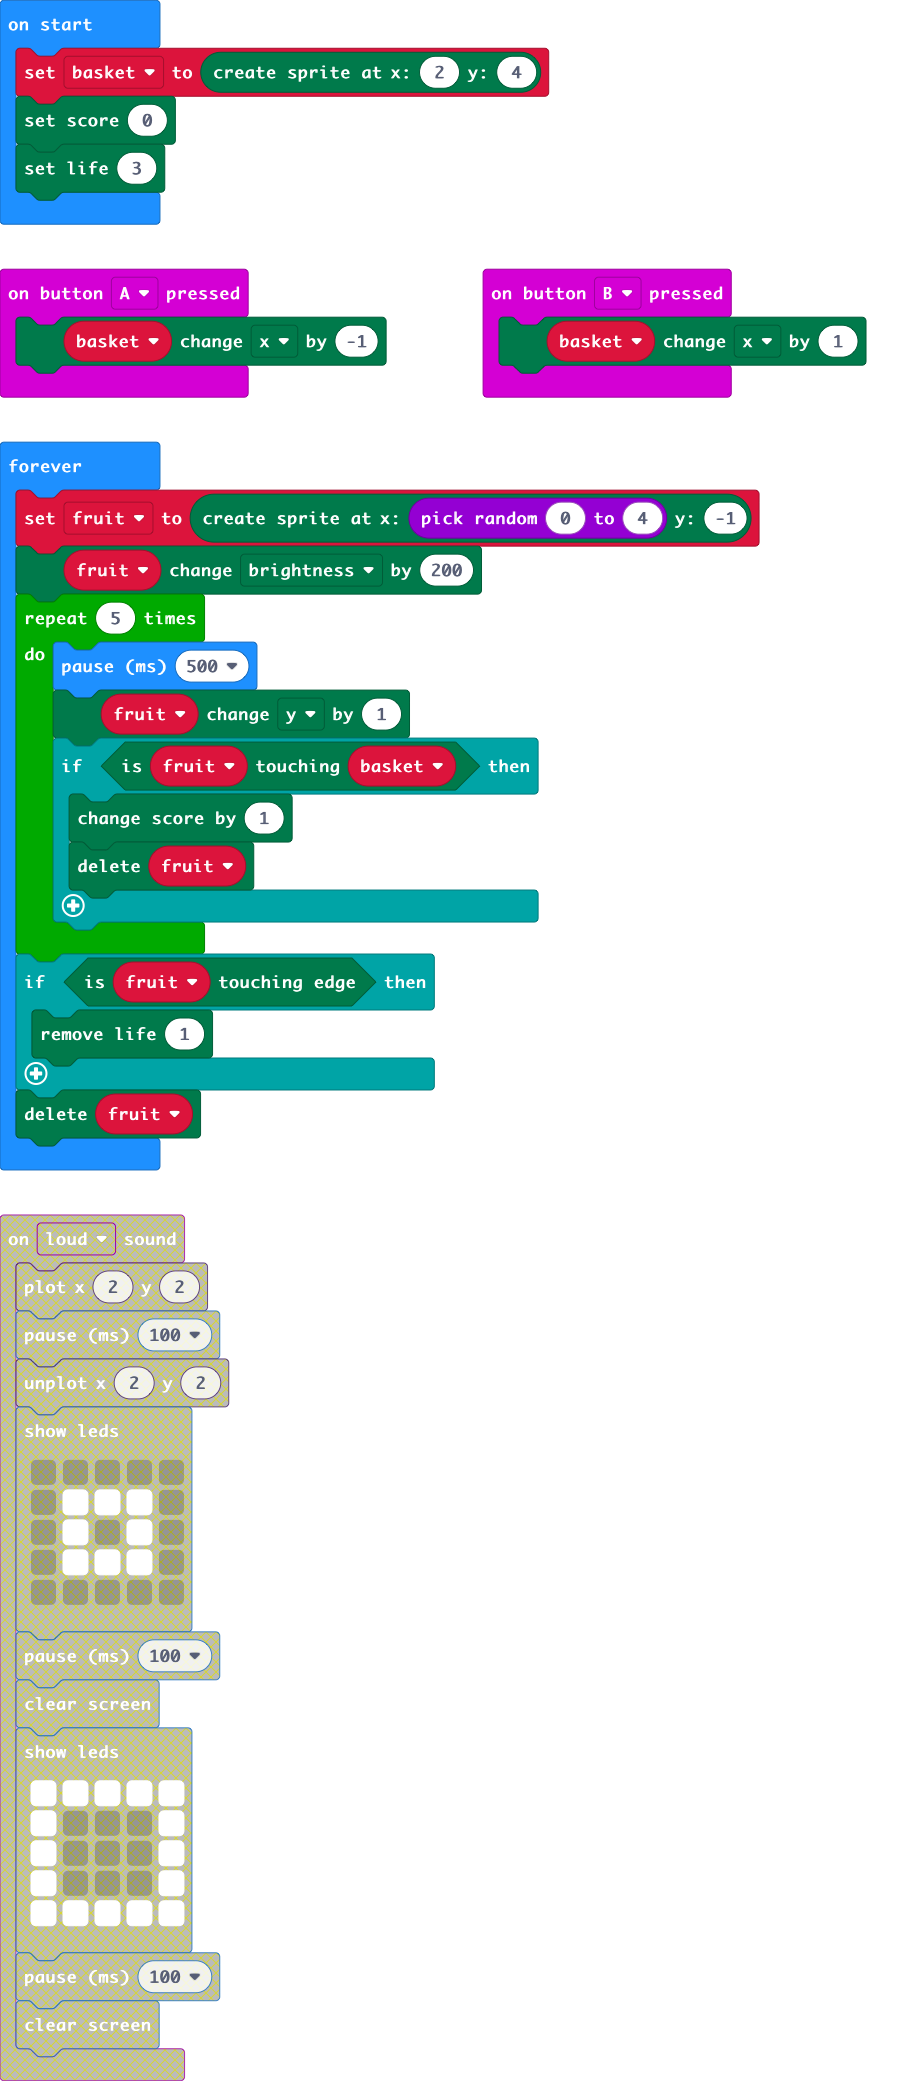 on start
set basket to create sprite at x: 2 y: 4
set score 0
set life 3
on button A pressed
basket change x by -1
on button B pressed
basket change x by 1
forever
set fruit to create sprite at x: pick random 0 to 4 y: -1
fruit change brightness by 200
repeat 5 times
do
pause (ms) 500
fruit change y by 1
if is fruit touching basket then
change score by 1
delete fruit
if is fruit touching edge then
remove life 1
delete fruit
on loud sound
plot x 2 y 2
pause (ms) 100
unplot x 2 y 2
show leds
pause (ms) 100
clear screen
show leds
pause (ms) 100
clear screen